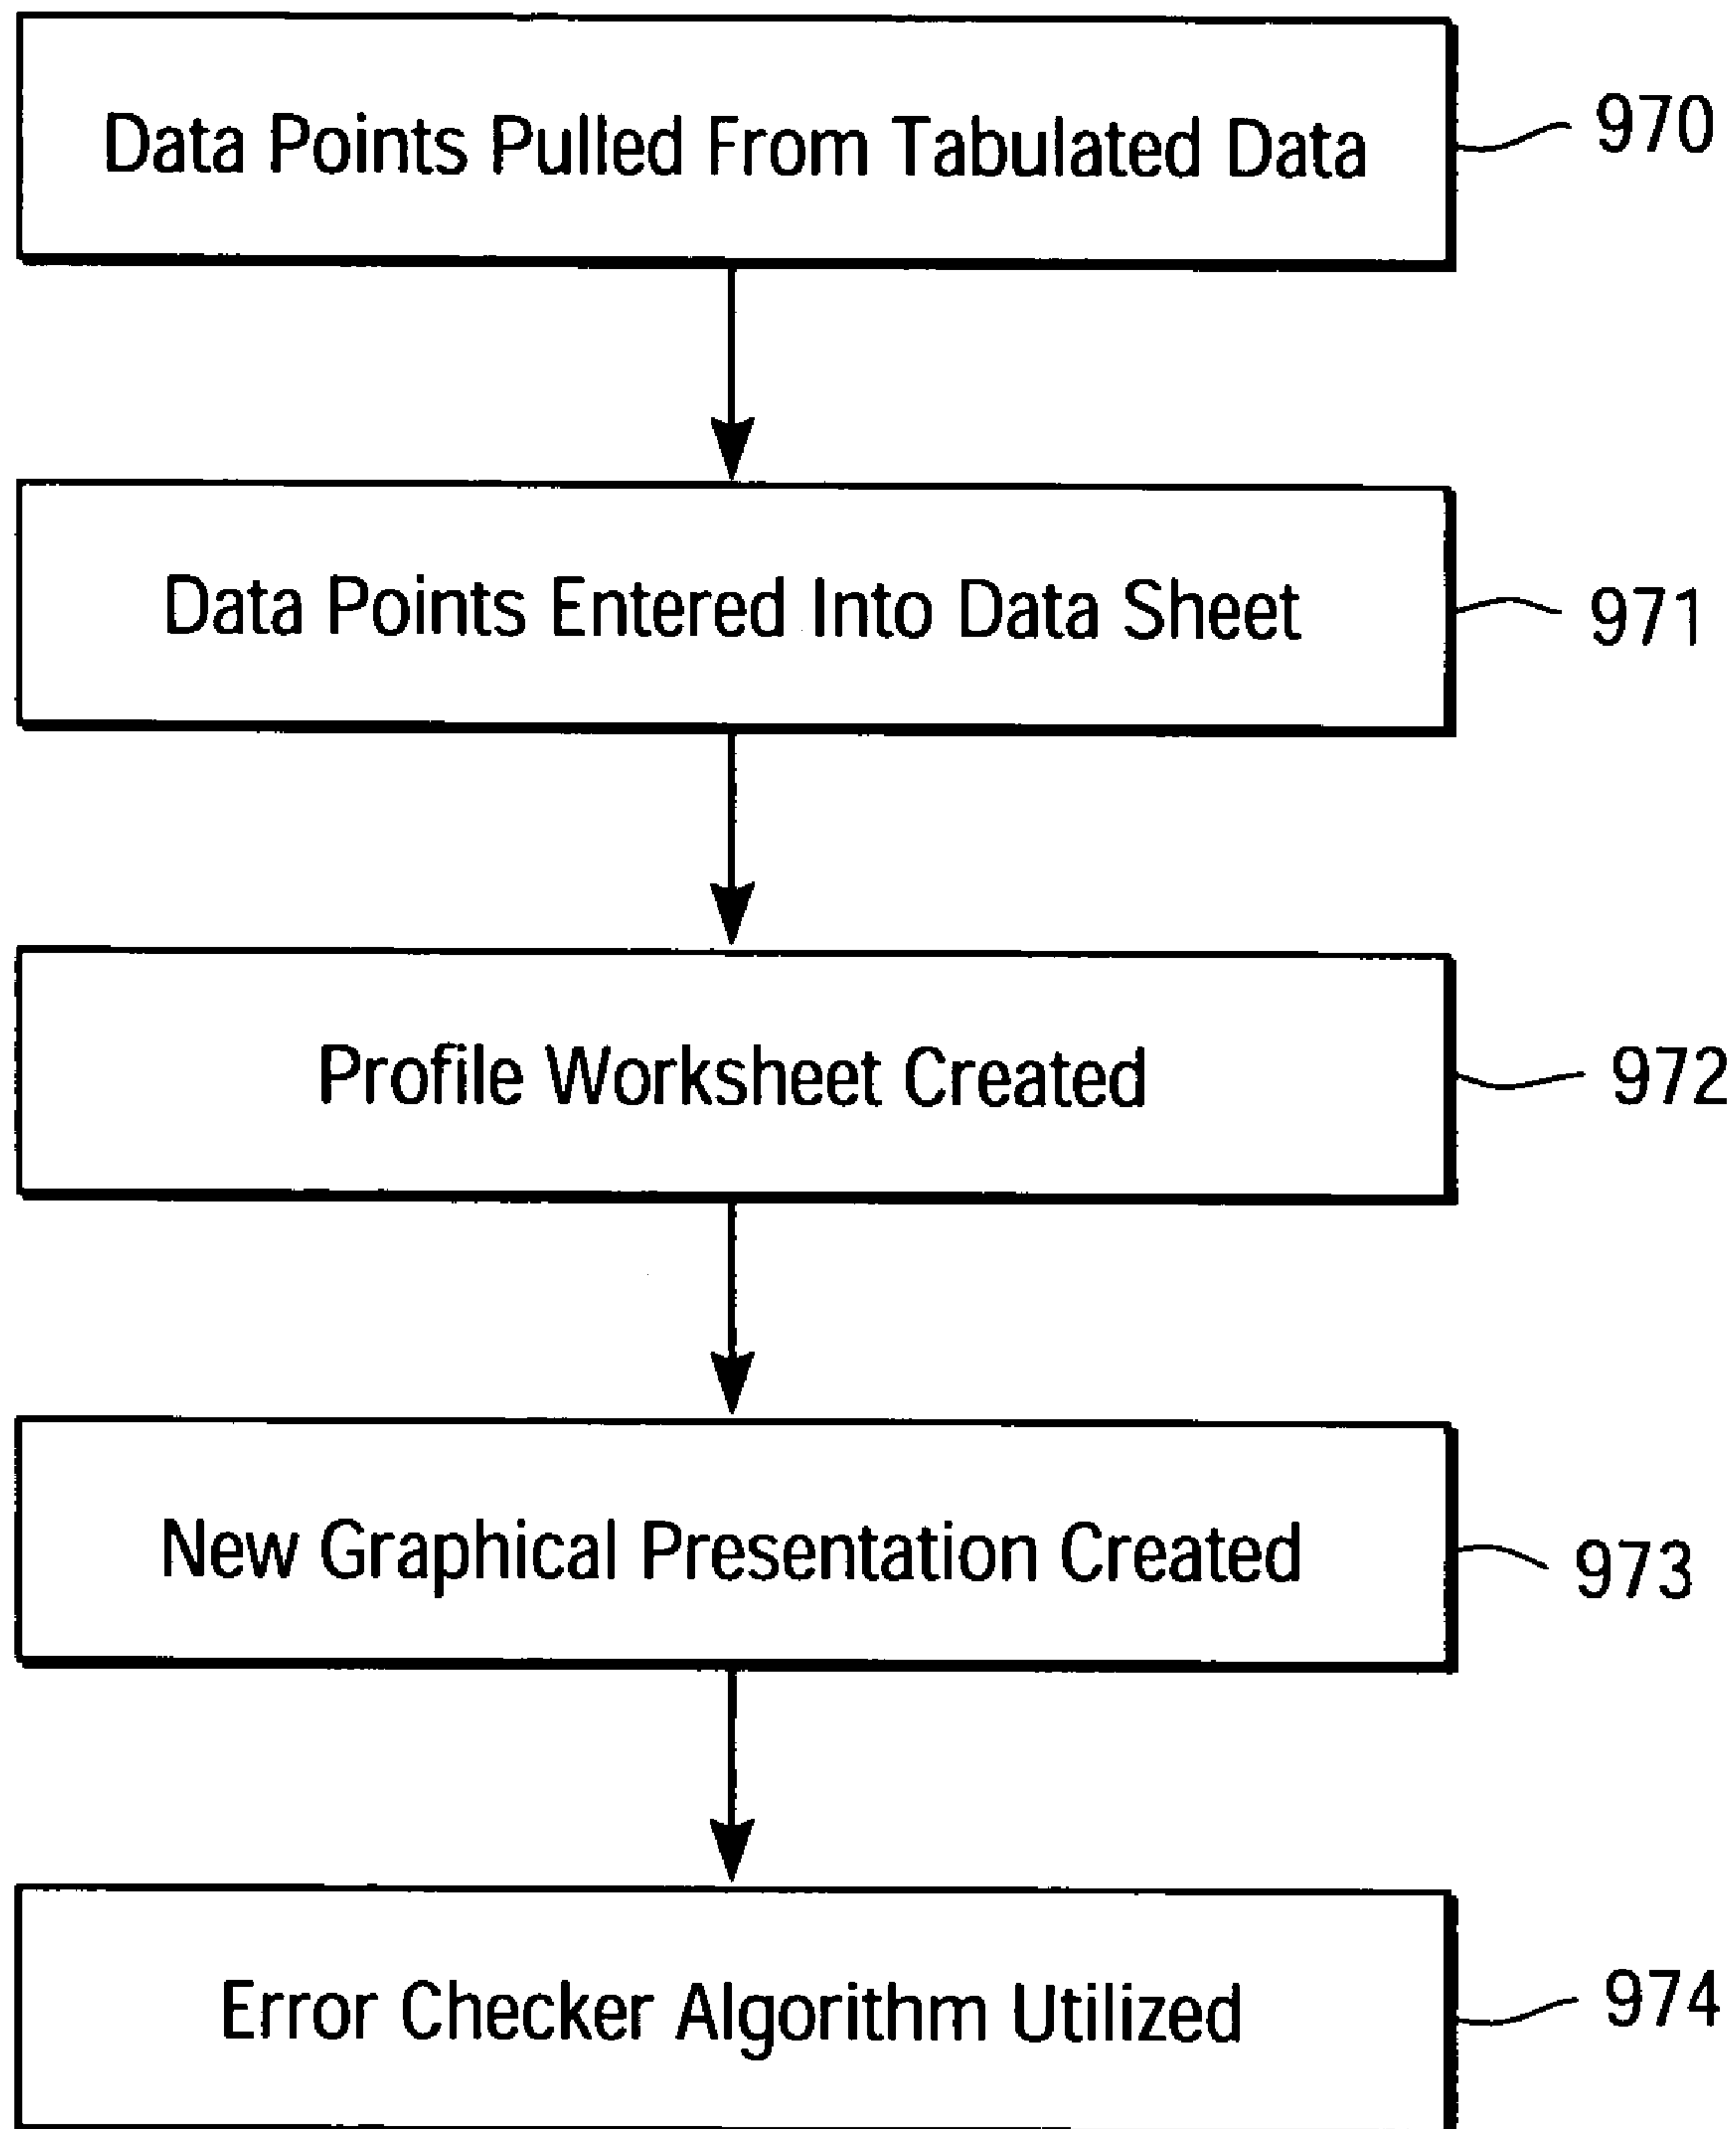 Data Points Pulled From Tabulated Data
970
Data Points Entered Into Data Sheet
971
Profile Worksheet Created
972
New Graphical Presentation Created
973
Error Checker Algorithm Utilized
974